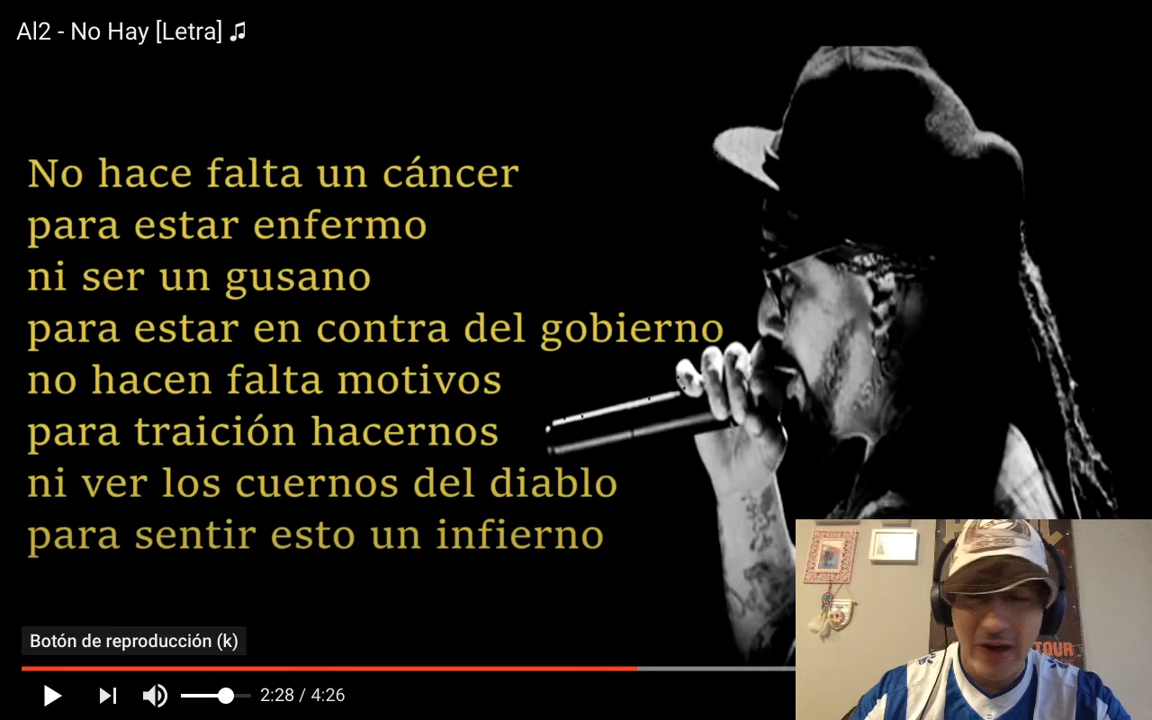 Al2 - No Hay [Letra] ♫
No hace falta un cáncer
para estar enfermo
ni ser un gusano
para estar en contra del gobierno
no hacen falta motivos
para traición hacernos
ni ver los cuernos del diablo
para sentir esto un infierno
Botón de reproducción (k)
2:28 / 4:26
TOUR